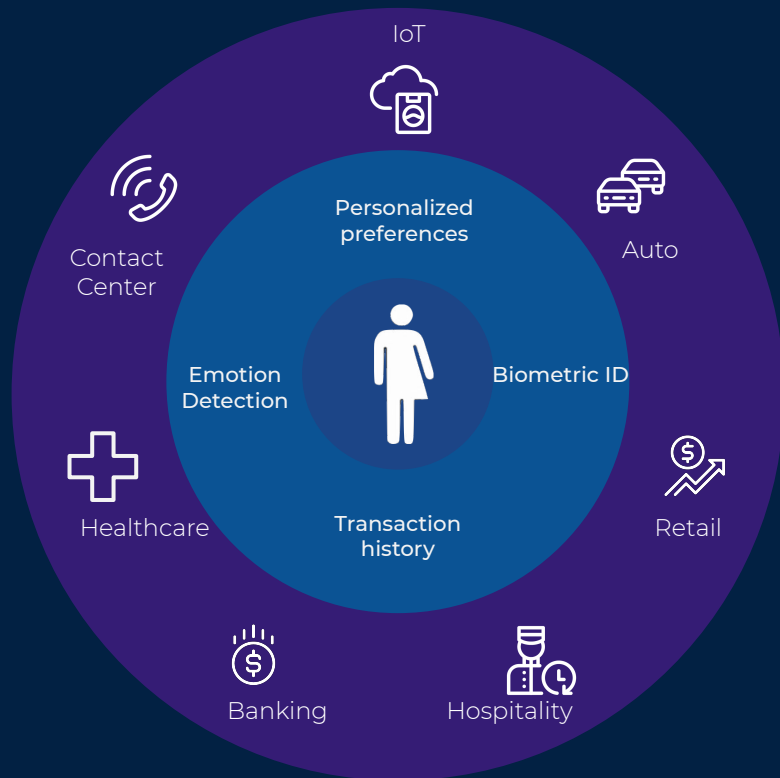 IoT
Contact
Center
Auto
Personalized
preferences
Emotion
Detection
Biometric ID
Transaction
history
Healthcare
Retail
Banking
Hospitality